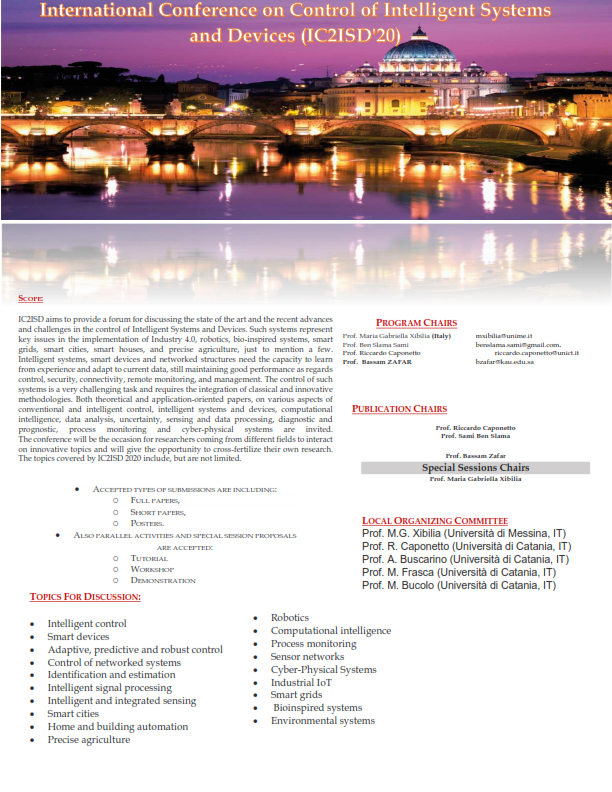 International Conference on Control of Intelligent Systems
and Devices (IC2ISD'20)
SCOPE:
IC2ISD aims to provide a forum for discussing the state of the art and the recent advances
and challenges in the control of Intelligent Systems and Devices. Such systems represent
key issues in the implementation of Industry 4.0, robotics, bio-inspired systems, smart
grids, smart cities, smart houses, and precise agriculture, just to mention a few.
Intelligent systems, smart devices and networked structures need the capacity to learn
from experience and adapt to current data, still maintaining good performance as regards
control, security, connectivity, remote monitoring, and management. The control of such
systems is a very challenging task and requires the integration of classical and innovative
methodologies. Both theoretical and application-oriented papers, on various aspects of
conventional and intelligent control, intelligent systems and devices, computational
intelligence, data analysis, uncertainty, sensing and data processing, diagnostic and
prognostic, process monitoring and cyber-physical systems are invited.
The conference will be the occasion for researchers coming from different fields to interact
on innovative topics and will give the opportunity to cross-fertilize their own research.
The topics covered by IC2ISD 2020 include, but are not limited.
• ACCEPTED TYPES OF SUBMISSIONS ARE INCLUDING:
o FULL PAPERS,
o SHORT PAPERS,
o POSTERS.
• ALSO PARALLEL ACTIVITIES AND SPECIAL SESSION PROPOSALS
ARE ACCEPTED:
o TUTORIAL
o WORKSHOP
o DEMONSTRATION
PROGRAM CHAIRS
Prof. Maria Gabriella Xibilia (Italy) mxibilia@unime.it
Prof. Ben Slama Sami benslama.sami@gmail.com.
Prof. Riccardo Caponetto riccardo.caponetto@unict.it
Prof. Bassam ZAFAR bzafar@kau.edu.sa
PUBLICATION CHAIRS
Prof. Riccardo Caponetto
Prof. Sami Ben Slama
Prof. Bassam Zafar
Special Sessions Chairs
Prof. Maria Gabriella Xibilia
LOCAL ORGANIZING COMMITTEE
Prof. M.G. Xibilia (Università di Messina, IT)
Prof. R. Caponetto (Università di Catania, IT)
Prof. A. Buscarino (Università di Catania, IT)
Prof. M. Frasca (Università di Catania, IT)
Prof. M. Bucolo (Università di Catania, IT)
TOPICS FOR DISCUSSION:
• Intelligent control
• Smart devices
• Adaptive, predictive and robust control
• Control of networked systems
• Identification and estimation
• Intelligent signal processing
• Intelligent and integrated sensing
• Smart cities
• Home and building automation
• Precise agriculture
• Robotics
• Computational intelligence
• Process monitoring
• Sensor networks
• Cyber-Physical Systems
• Industrial IoT
• Smart grids
• Bioinspired systems
• Environmental systems